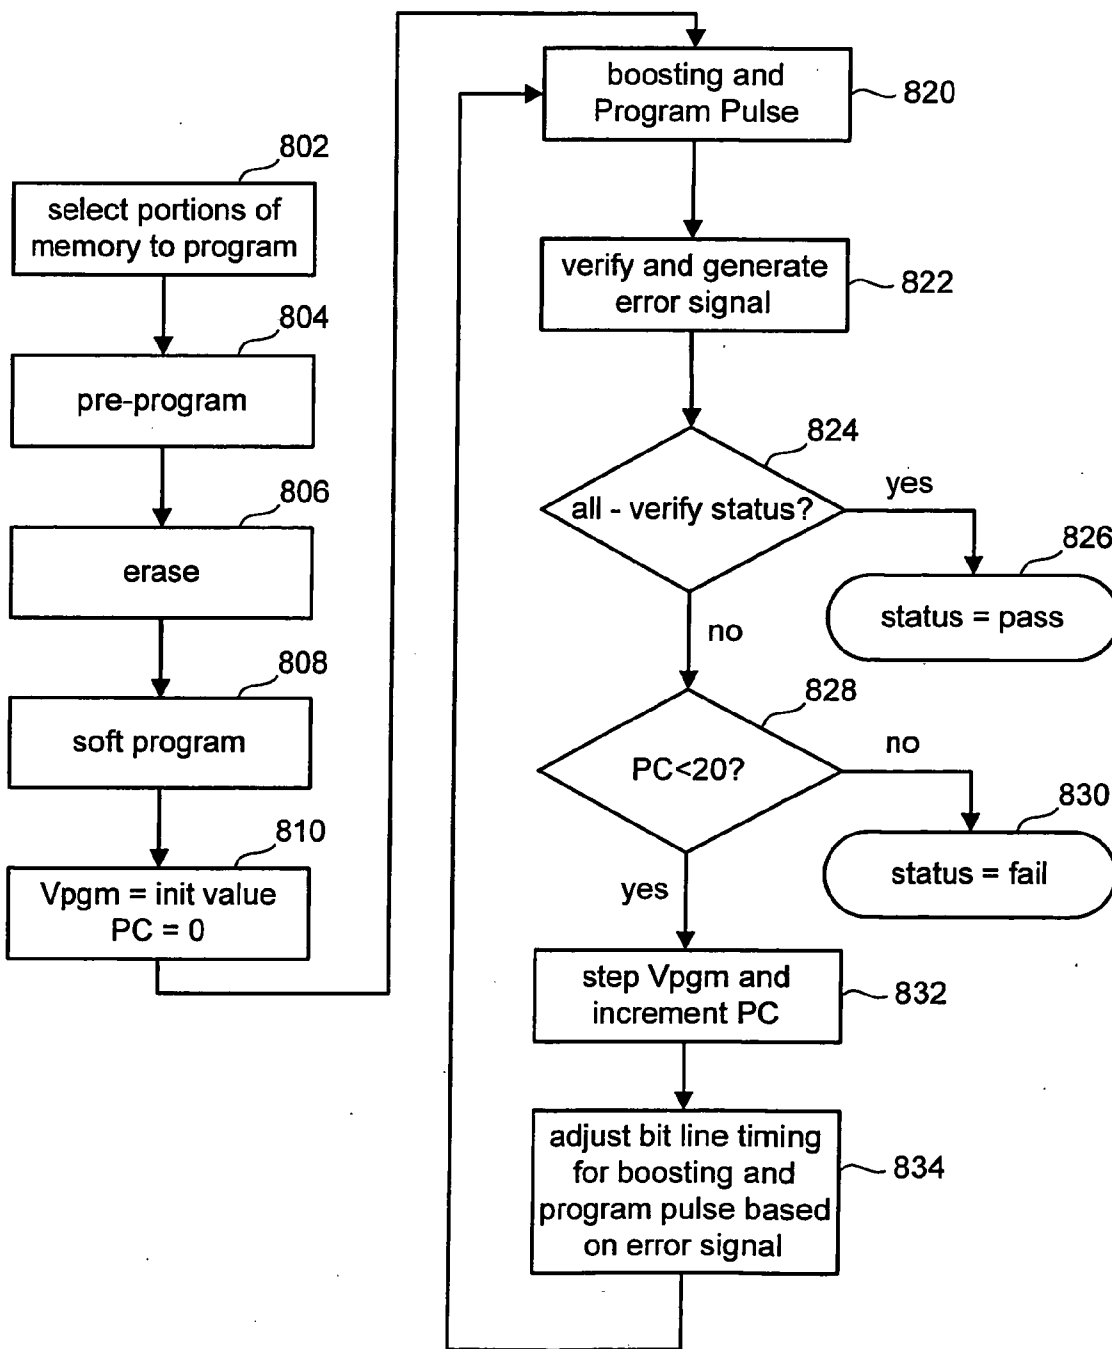 802
select portions of
memory to program
804
pre-program
806
erase
808
soft program
810
Vpgm = init value
PC = 0
boosting and
Program Pulse
820
verify and generate
error signal
822
824
all - verify status?
yes
826
status = pass
no
828
PC<20?
no
830
status = fail
yes
step Vpgm and
increment PC
832
adjust bit line timing
for boosting and
program pulse based
on error signal
834